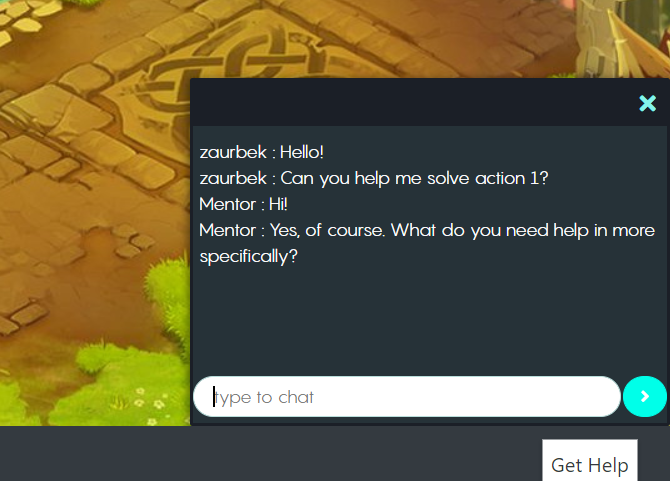 zaurbek : Hello!
zaurbek : Can you help me solve action 1?
Mentor : Hi!
Mentor : Yes, of course. What do you need help in more
specifically?
type to chat
Get Help